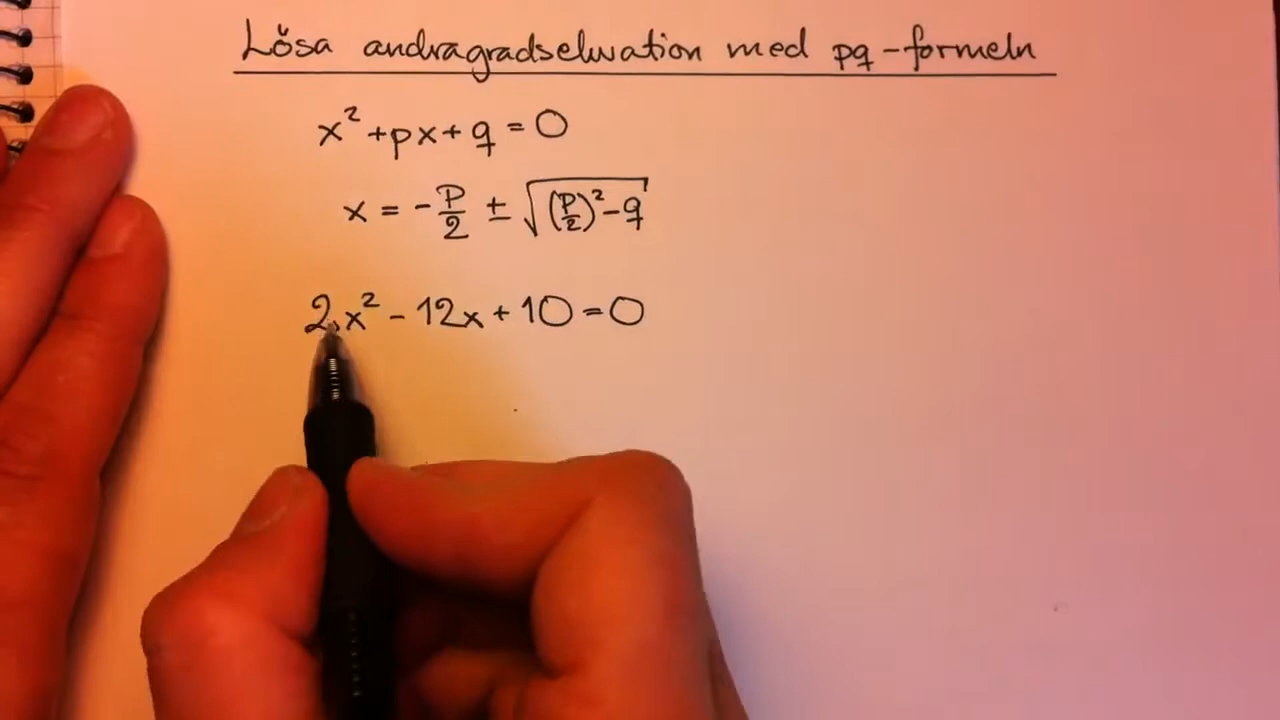 Lösa andragradsekvation med pq-formeln
x² + px + q = 0
x = -p/2 ± √((p/2)² - q)
2x² - 12x + 10 = 0